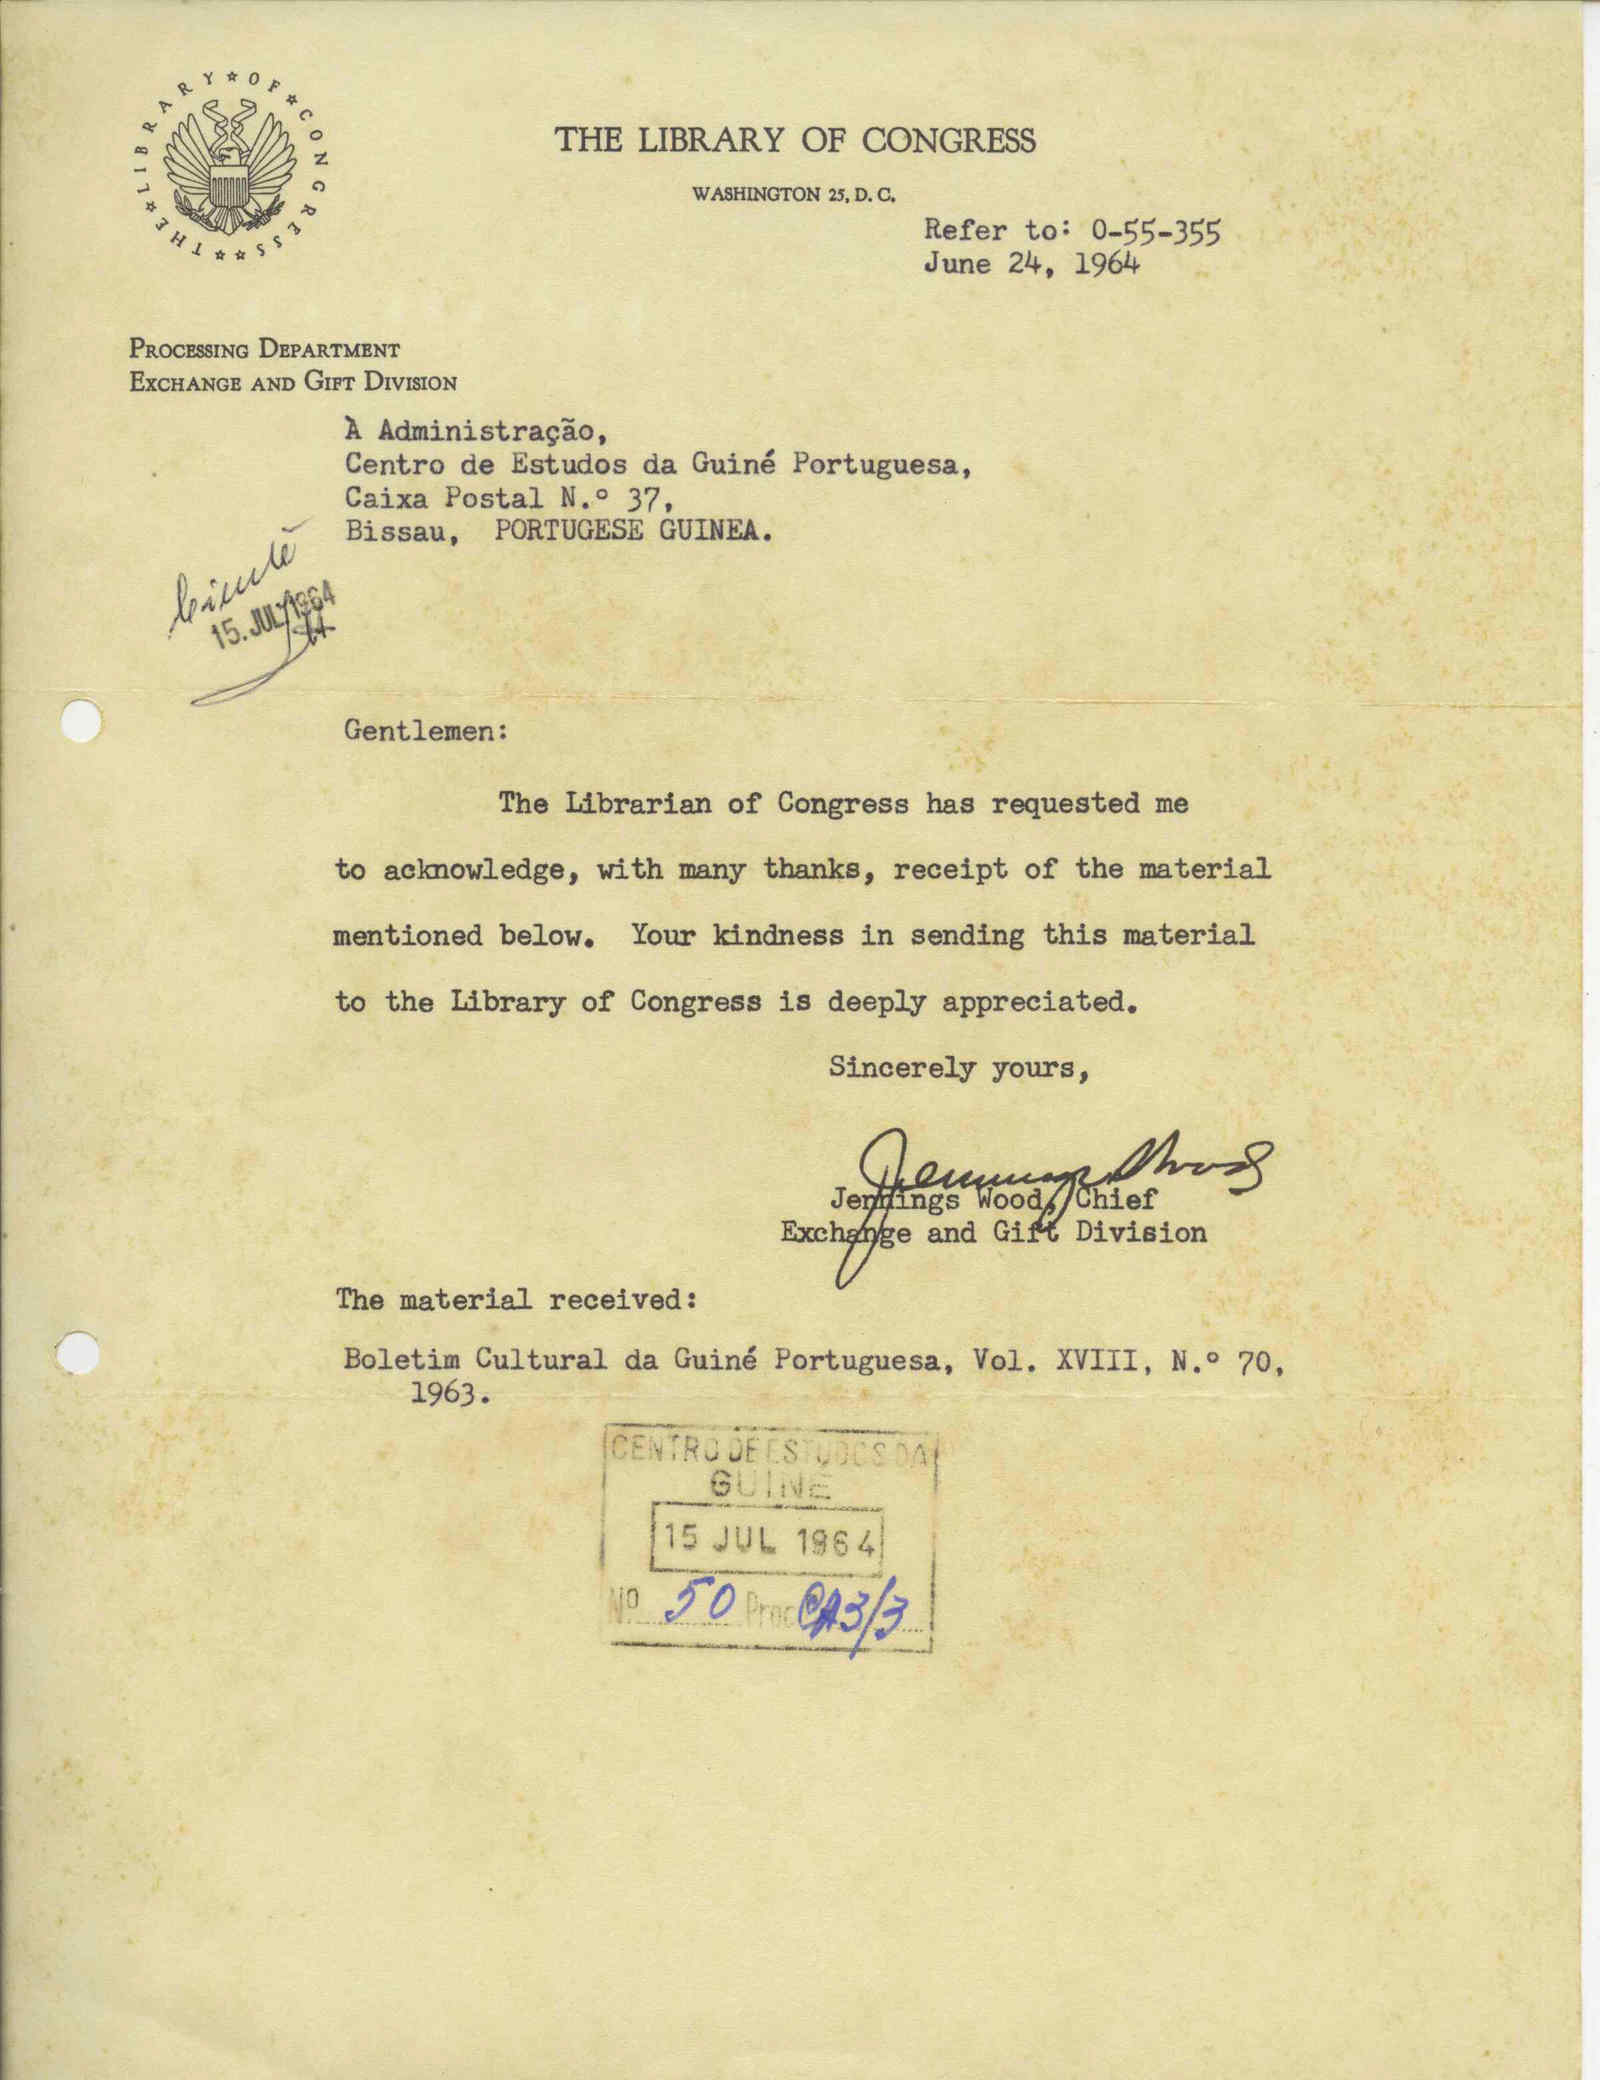 THE LIBRARY OF CONGRESS
THE LIBRARY OF CONGRESS
WASHINGTON 25, D. C.
Refer to: 0-55-355
June 24, 1964
PROCESSING DEPARTMENT
EXCHANGE AND GIFT DIVISION
À Administração,
Centro de Estudos da Guiné Portuguesa,
Caixa Postal N.º 37,
Bissau, PORTUGESE GUINEA.
15. JUL 1964
Gentlemen:
The Librarian of Congress has requested me
to acknowledge, with many thanks, receipt of the material
mentioned below. Your kindness in sending this material
to the Library of Congress is deeply appreciated.
Sincerely yours,
Jennings Wood
Jennings Wood, Chief
Exchange and Gift Division
The material received:
Boletim Cultural da Guiné Portuguesa, Vol. XVIII, N.º 70,
1963.
CENTRO DE ESTUDOS DA
GUINÉ
15 JUL 1964
Nº 50 Proc CA3/3